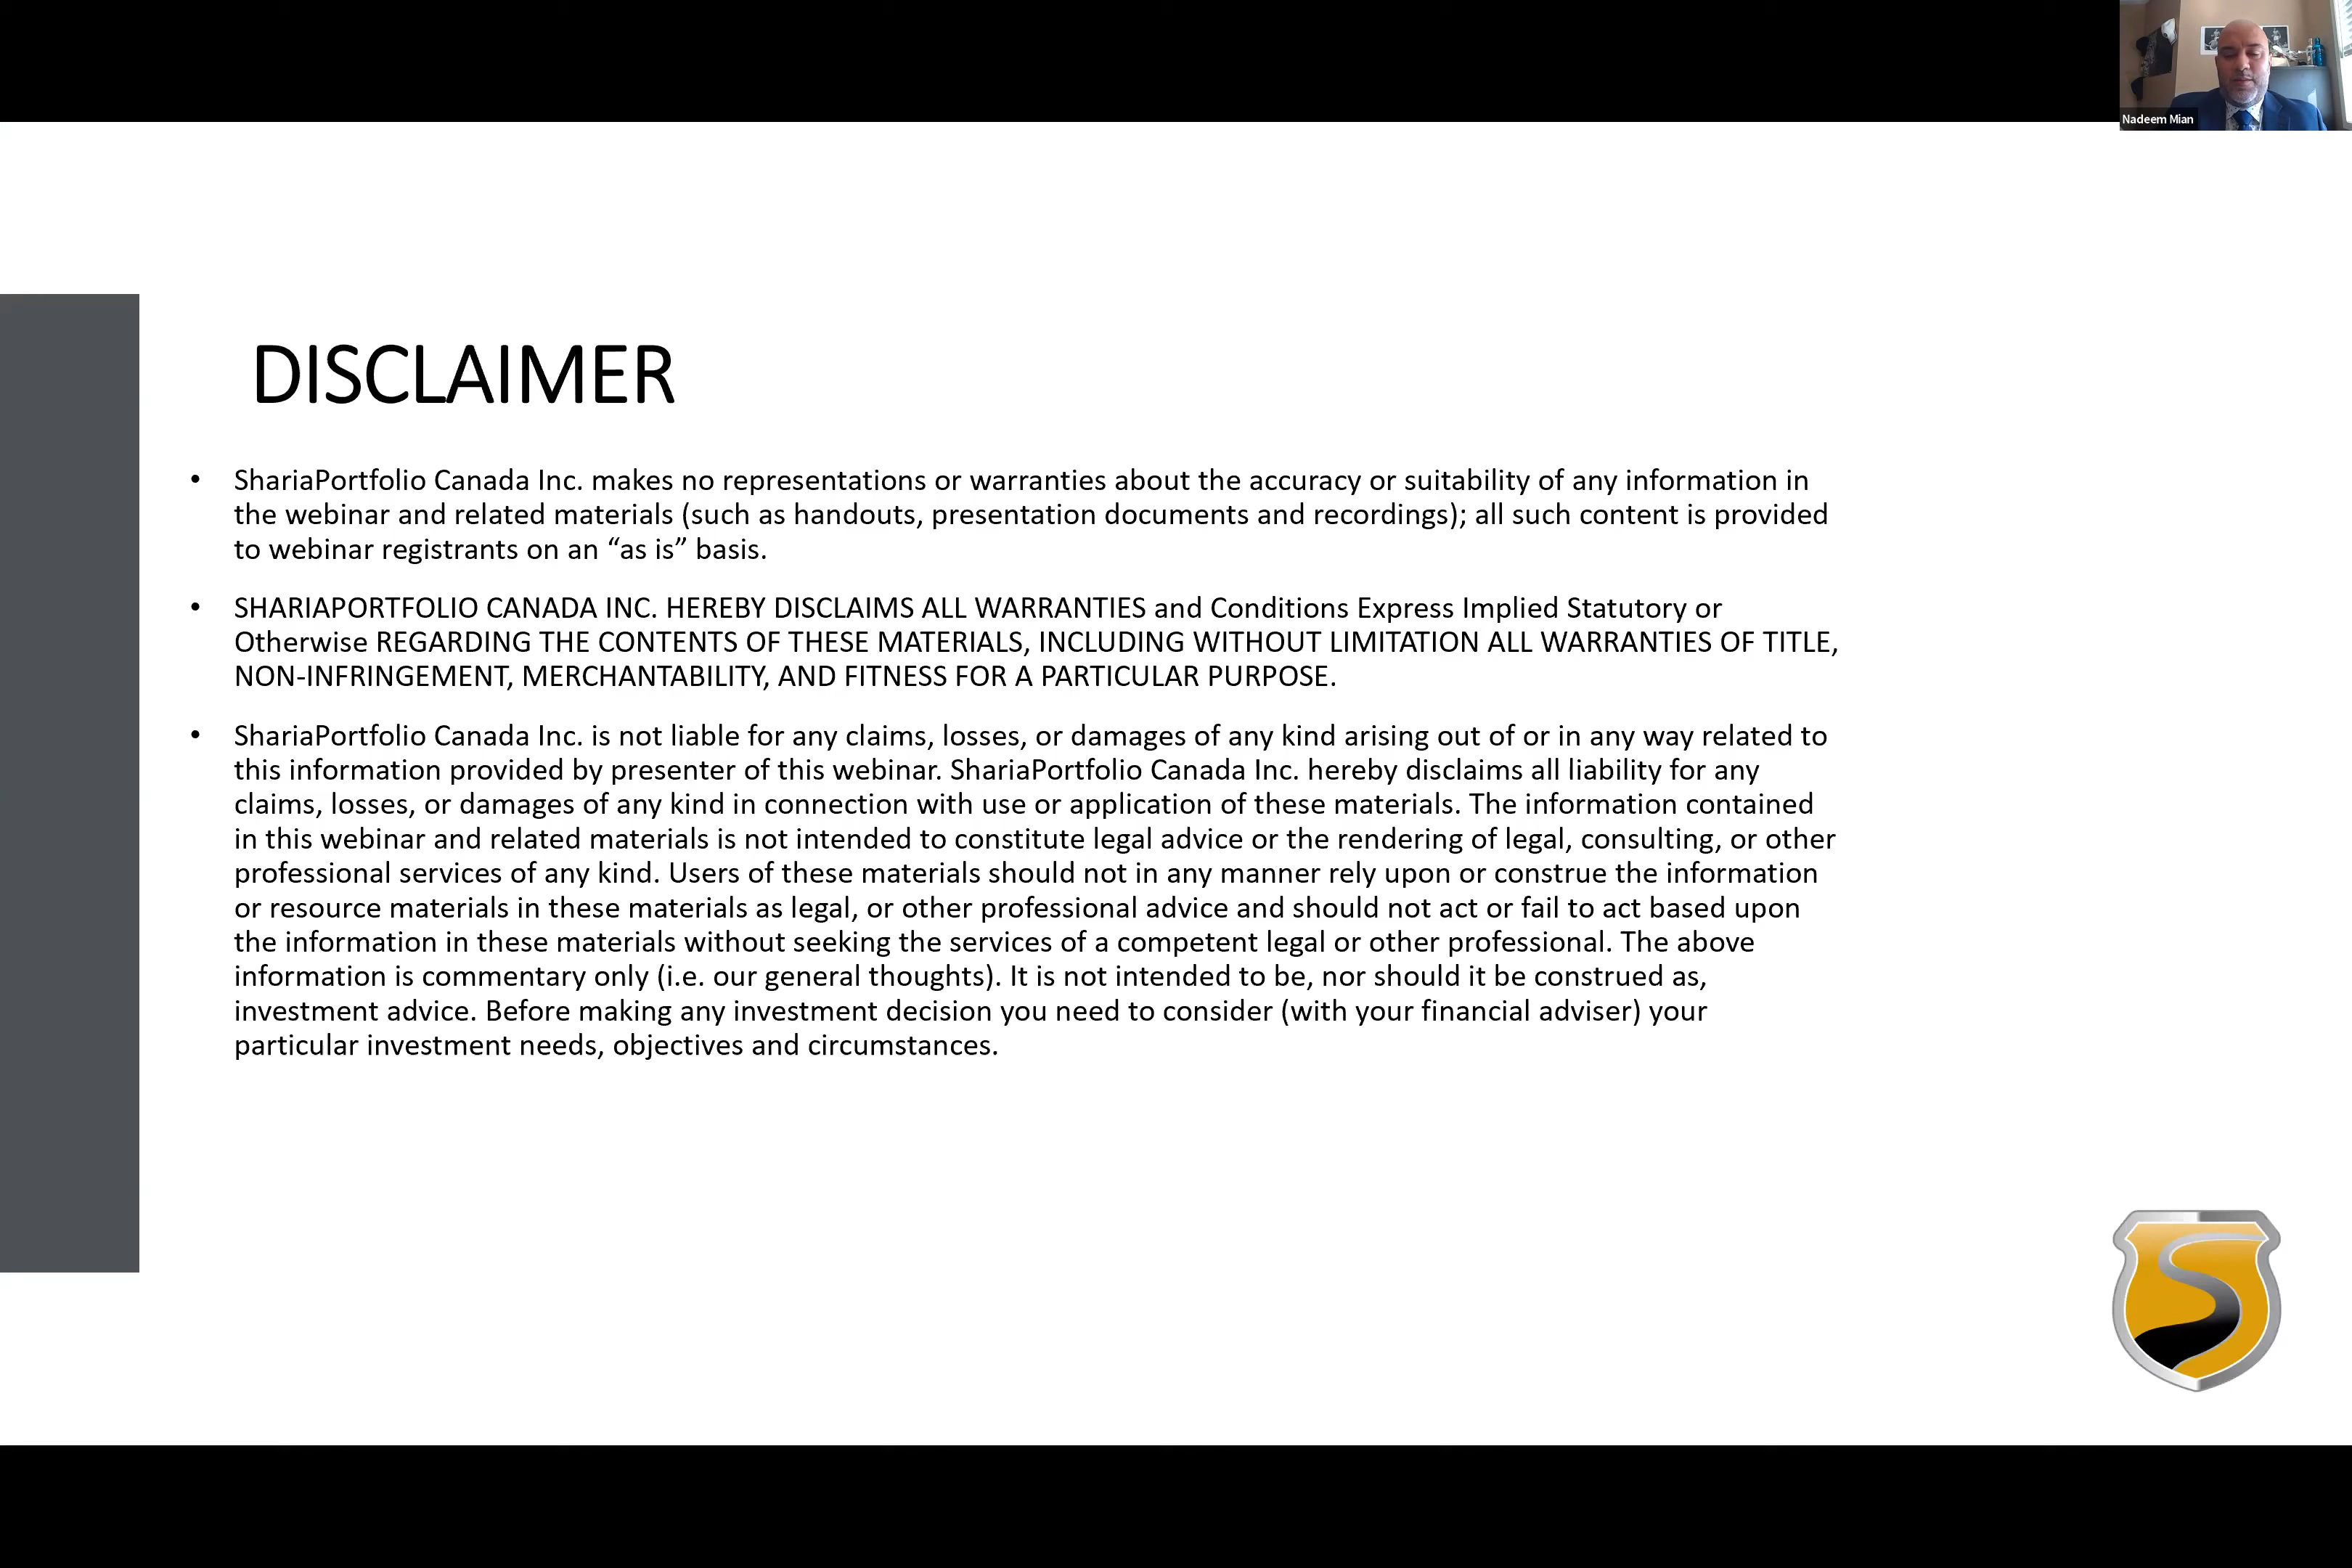 Nadeem Mian
DISCLAIMER
• ShariaPortfolio Canada Inc. makes no representations or warranties about the accuracy or suitability of any information in
the webinar and related materials (such as handouts, presentation documents and recordings); all such content is provided
to webinar registrants on an “as is” basis.
• SHARIAPORTFOLIO CANADA INC. HEREBY DISCLAIMS ALL WARRANTIES and Conditions Express Implied Statutory or
Otherwise REGARDING THE CONTENTS OF THESE MATERIALS, INCLUDING WITHOUT LIMITATION ALL WARRANTIES OF TITLE,
NON-INFRINGEMENT, MERCHANTABILITY, AND FITNESS FOR A PARTICULAR PURPOSE.
• ShariaPortfolio Canada Inc. is not liable for any claims, losses, or damages of any kind arising out of or in any way related to
this information provided by presenter of this webinar. ShariaPortfolio Canada Inc. hereby disclaims all liability for any
claims, losses, or damages of any kind in connection with use or application of these materials. The information contained
in this webinar and related materials is not intended to constitute legal advice or the rendering of legal, consulting, or other
professional services of any kind. Users of these materials should not in any manner rely upon or construe the information
or resource materials in these materials as legal, or other professional advice and should not act or fail to act based upon
the information in these materials without seeking the services of a competent legal or other professional. The above
information is commentary only (i.e. our general thoughts). It is not intended to be, nor should it be construed as,
investment advice. Before making any investment decision you need to consider (with your financial adviser) your
particular investment needs, objectives and circumstances.